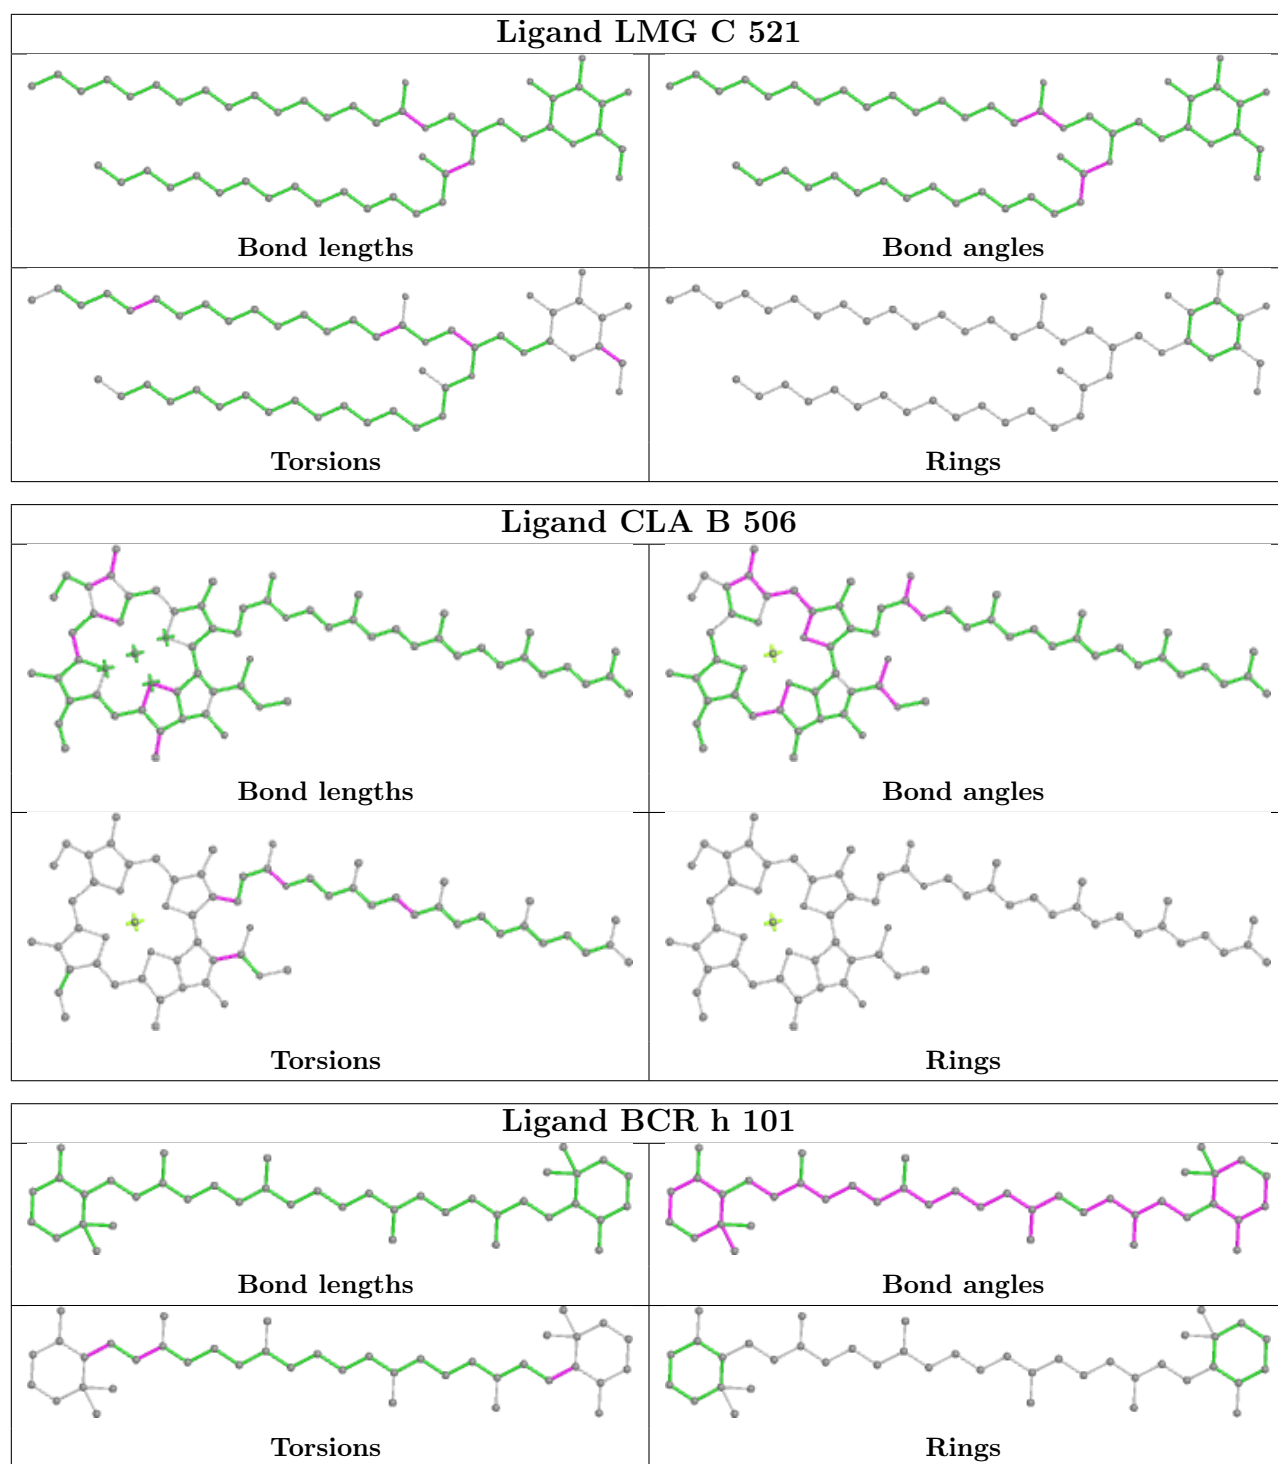 Ligand LMG C 521
Bond lengths
Bond angles
Torsions
Rings
Ligand CLA B 506
Bond lengths
Bond angles
Torsions
Rings
Ligand BCR h 101
Bond lengths
Bond angles
Torsions
Rings